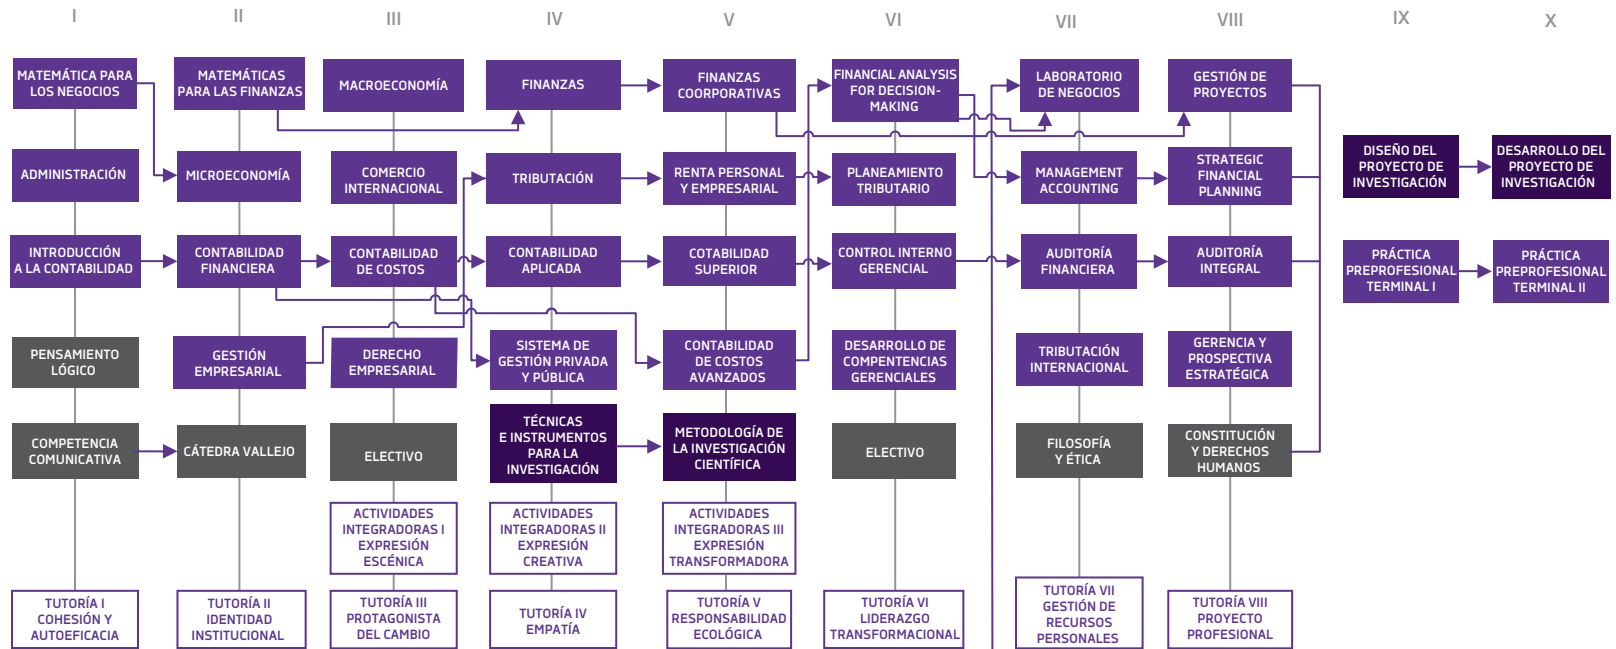 I
II
III
IV
V
VI
VII
VIII
IX
X
MATEMÁTICA PARA
LOS NEGOCIOS
ADMINISTRACIÓN
INTRODUCCIÓN
A LA CONTABILIDAD
PENSAMIENTO
LÓGICO
COMPETENCIA
COMUNICATIVA
TUTORÍA I
COHESIÓN Y
AUTOEFICACIA
MATEMÁTICAS
PARA LAS FINANZAS
MICROECONOMÍA
CONTABILIDAD
FINANCIERA
GESTIÓN
EMPRESARIAL
CÁTEDRA VALLEJO
TUTORÍA II
IDENTIDAD
INSTITUCIONAL
MACROECONOMÍA
COMERCIO
INTERNACIONAL
CONTABILIDAD
DE COSTOS
DERECHO
EMPRESARIAL
ELECTIVO
ACTIVIDADES
INTEGRADORAS I
EXPRESIÓN
ESCÉNICA
TUTORÍA III
PROTAGONISTA
DEL CAMBIO
FINANZAS
TRIBUTACIÓN
CONTABILIDAD
APLICADA
SISTEMA DE
GESTIÓN PRIVADA
Y PÚBLICA
TÉCNICAS
E INSTRUMENTOS
PARA LA
INVESTIGACIÓN
ACTIVIDADES
INTEGRADORAS II
EXPRESIÓN
CREATIVA
TUTORÍA IV
EMPATÍA
FINANZAS
COORPORATIVAS
RENTA PERSONAL
Y EMPRESARIAL
COTABILIDAD
SUPERIOR
CONTABILIDAD
DE COSTOS
AVANZADOS
METODOLOGÍA DE
LA INVESTIGACIÓN
CIENTÍFICA
ACTIVIDADES
INTEGRADORAS III
EXPRESIÓN
TRANSFORMADORA
TUTORÍA V
RESPONSABILIDAD
ECOLÓGICA
FINANCIAL ANALYSIS
FOR DECISION-
MAKING
PLANEAMIENTO
TRIBUTARIO
CONTROL INTERNO
GERENCIAL
DESARROLLO DE
COMPENTENCIAS
GERENCIALES
ELECTIVO
TUTORÍA VI
LIDERAZGO
TRANSFORMACIONAL
LABORATORIO
DE NEGOCIOS
MANAGEMENT
ACCOUNTING
AUDITORÍA
FINANCIERA
TRIBUTACIÓN
INTERNACIONAL
FILOSOFÍA
Y ÉTICA
TUTORÍA VII
GESTIÓN DE
RECURSOS
PERSONALES
GESTIÓN DE
PROYECTOS
STRATEGIC
FINANCIAL
PLANNING
AUDITORÍA
INTEGRAL
GERENCIA Y
PROSPECTIVA
ESTRATÉGICA
CONSTITUCIÓN
Y DERECHOS
HUMANOS
TUTORÍA VIII
PROYECTO
PROFESIONAL
DISEÑO DEL
PROYECTO DE
INVESTIGACIÓN
PRÁCTICA
PREPROFESIONAL
TERMINAL I
DESARROLLO DEL
PROYECTO DE
INVESTIGACIÓN
PRÁCTICA
PREPROFESIONAL
TERMINAL II